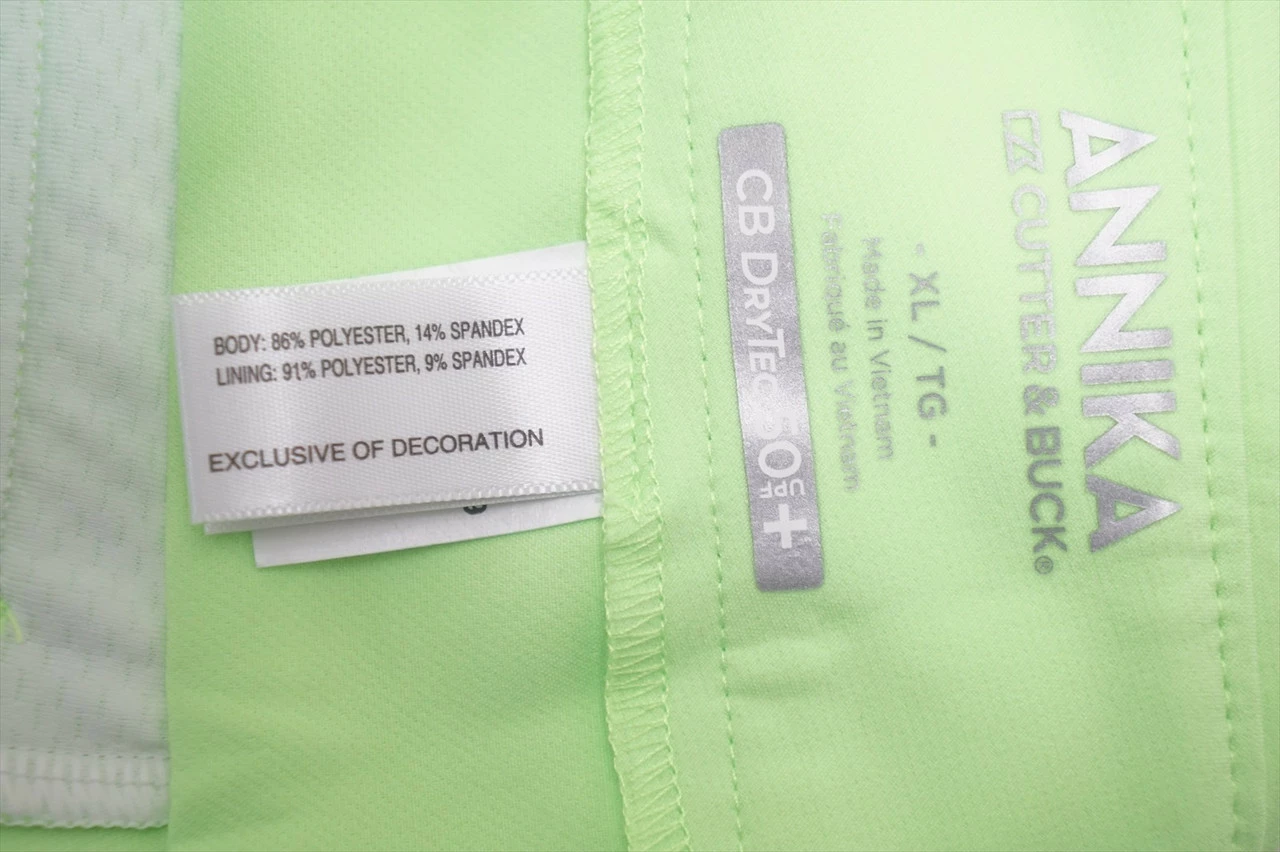 BODY: 86% POLYESTER, 14% SPANDEX
LINING: 91% POLYESTER, 9% SPANDEX
EXCLUSIVE OF DECORATION
ANNIKA
CUTTER & BUCK®
- XL / TG -
Made in Vietnam
Fabriqué au Vietnam
CB DRYTEC 50+
UPF